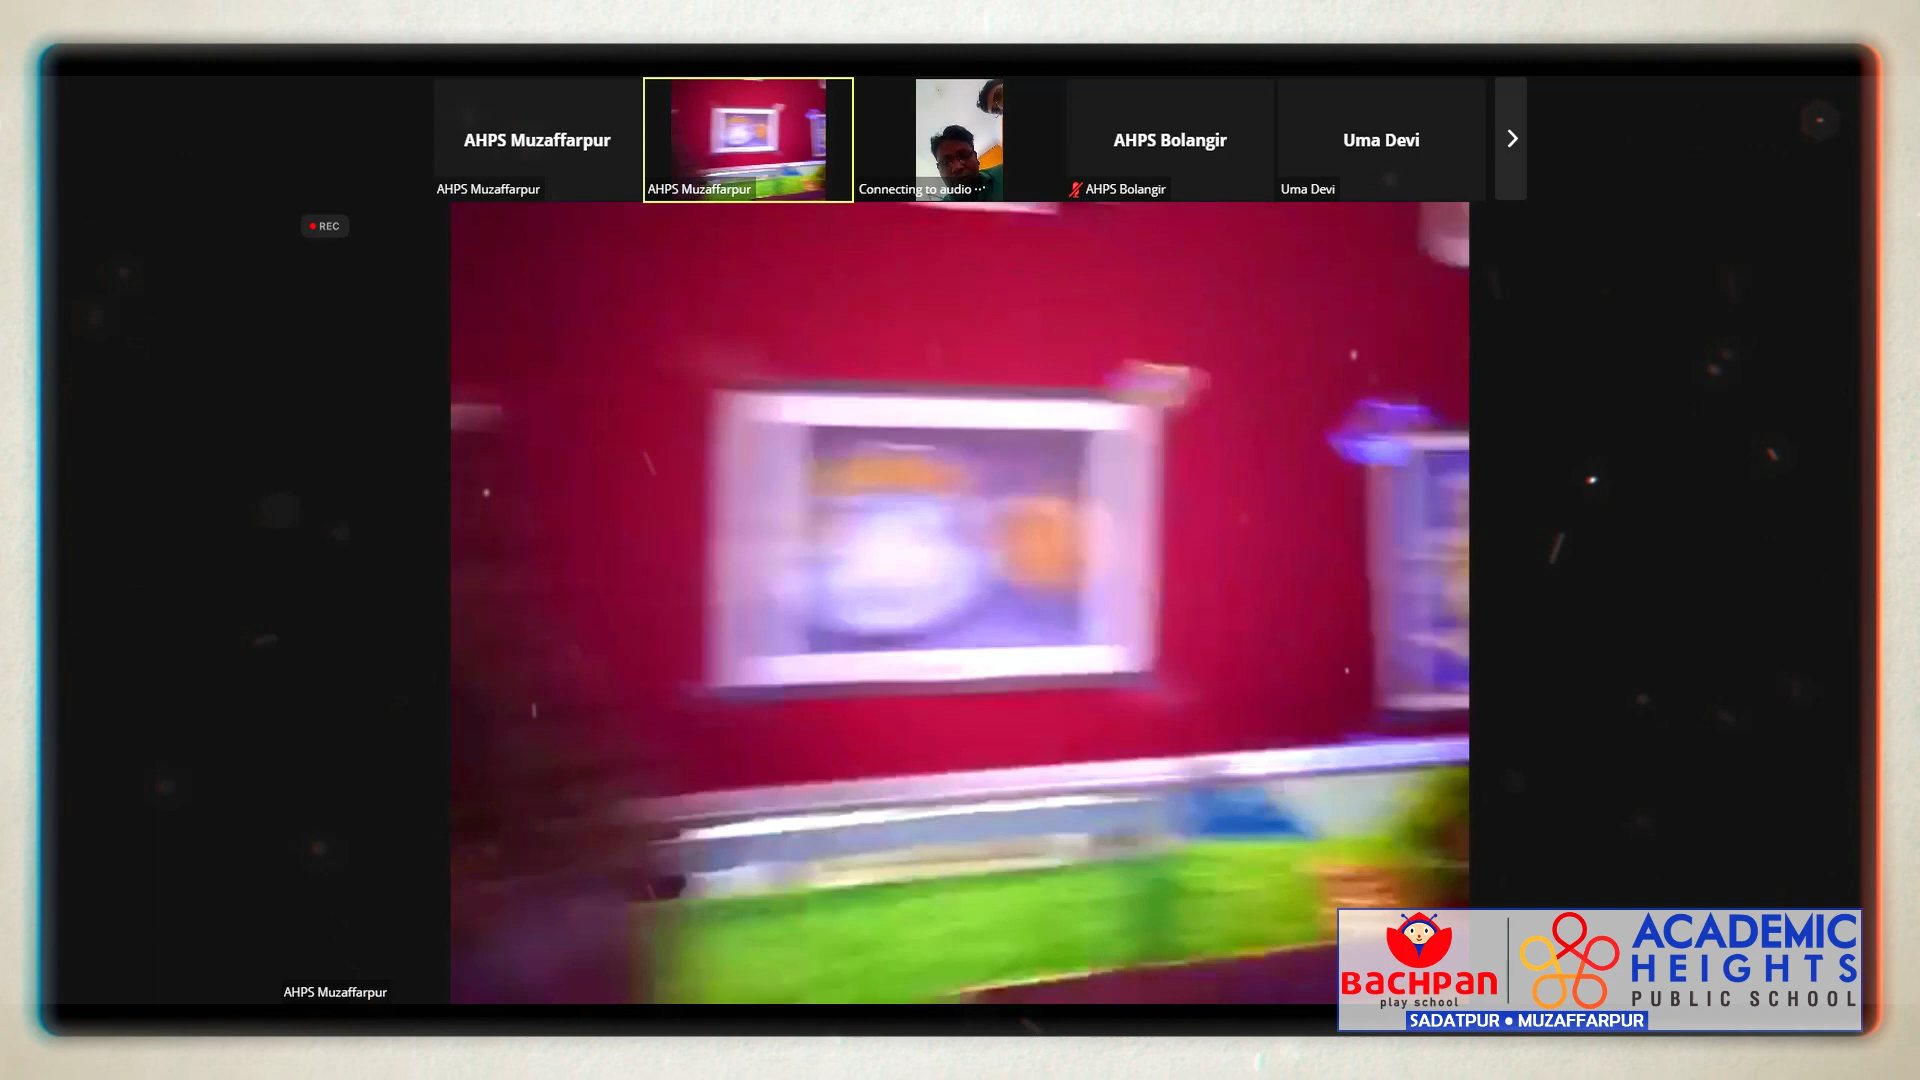 AHPS Muzaffarpur
AHPS Bolangir
Uma Devi
AHPS Muzaffarpur
AHPS Muzaffarpur
Connecting to audio ···
AHPS Bolangir
Uma Devi
REC
AHPS Muzaffarpur
BACHPan
play school
ACADEMIC
HEIGHTS
PUBLIC SCHOOL
SADATPUR • MUZAFFARPUR